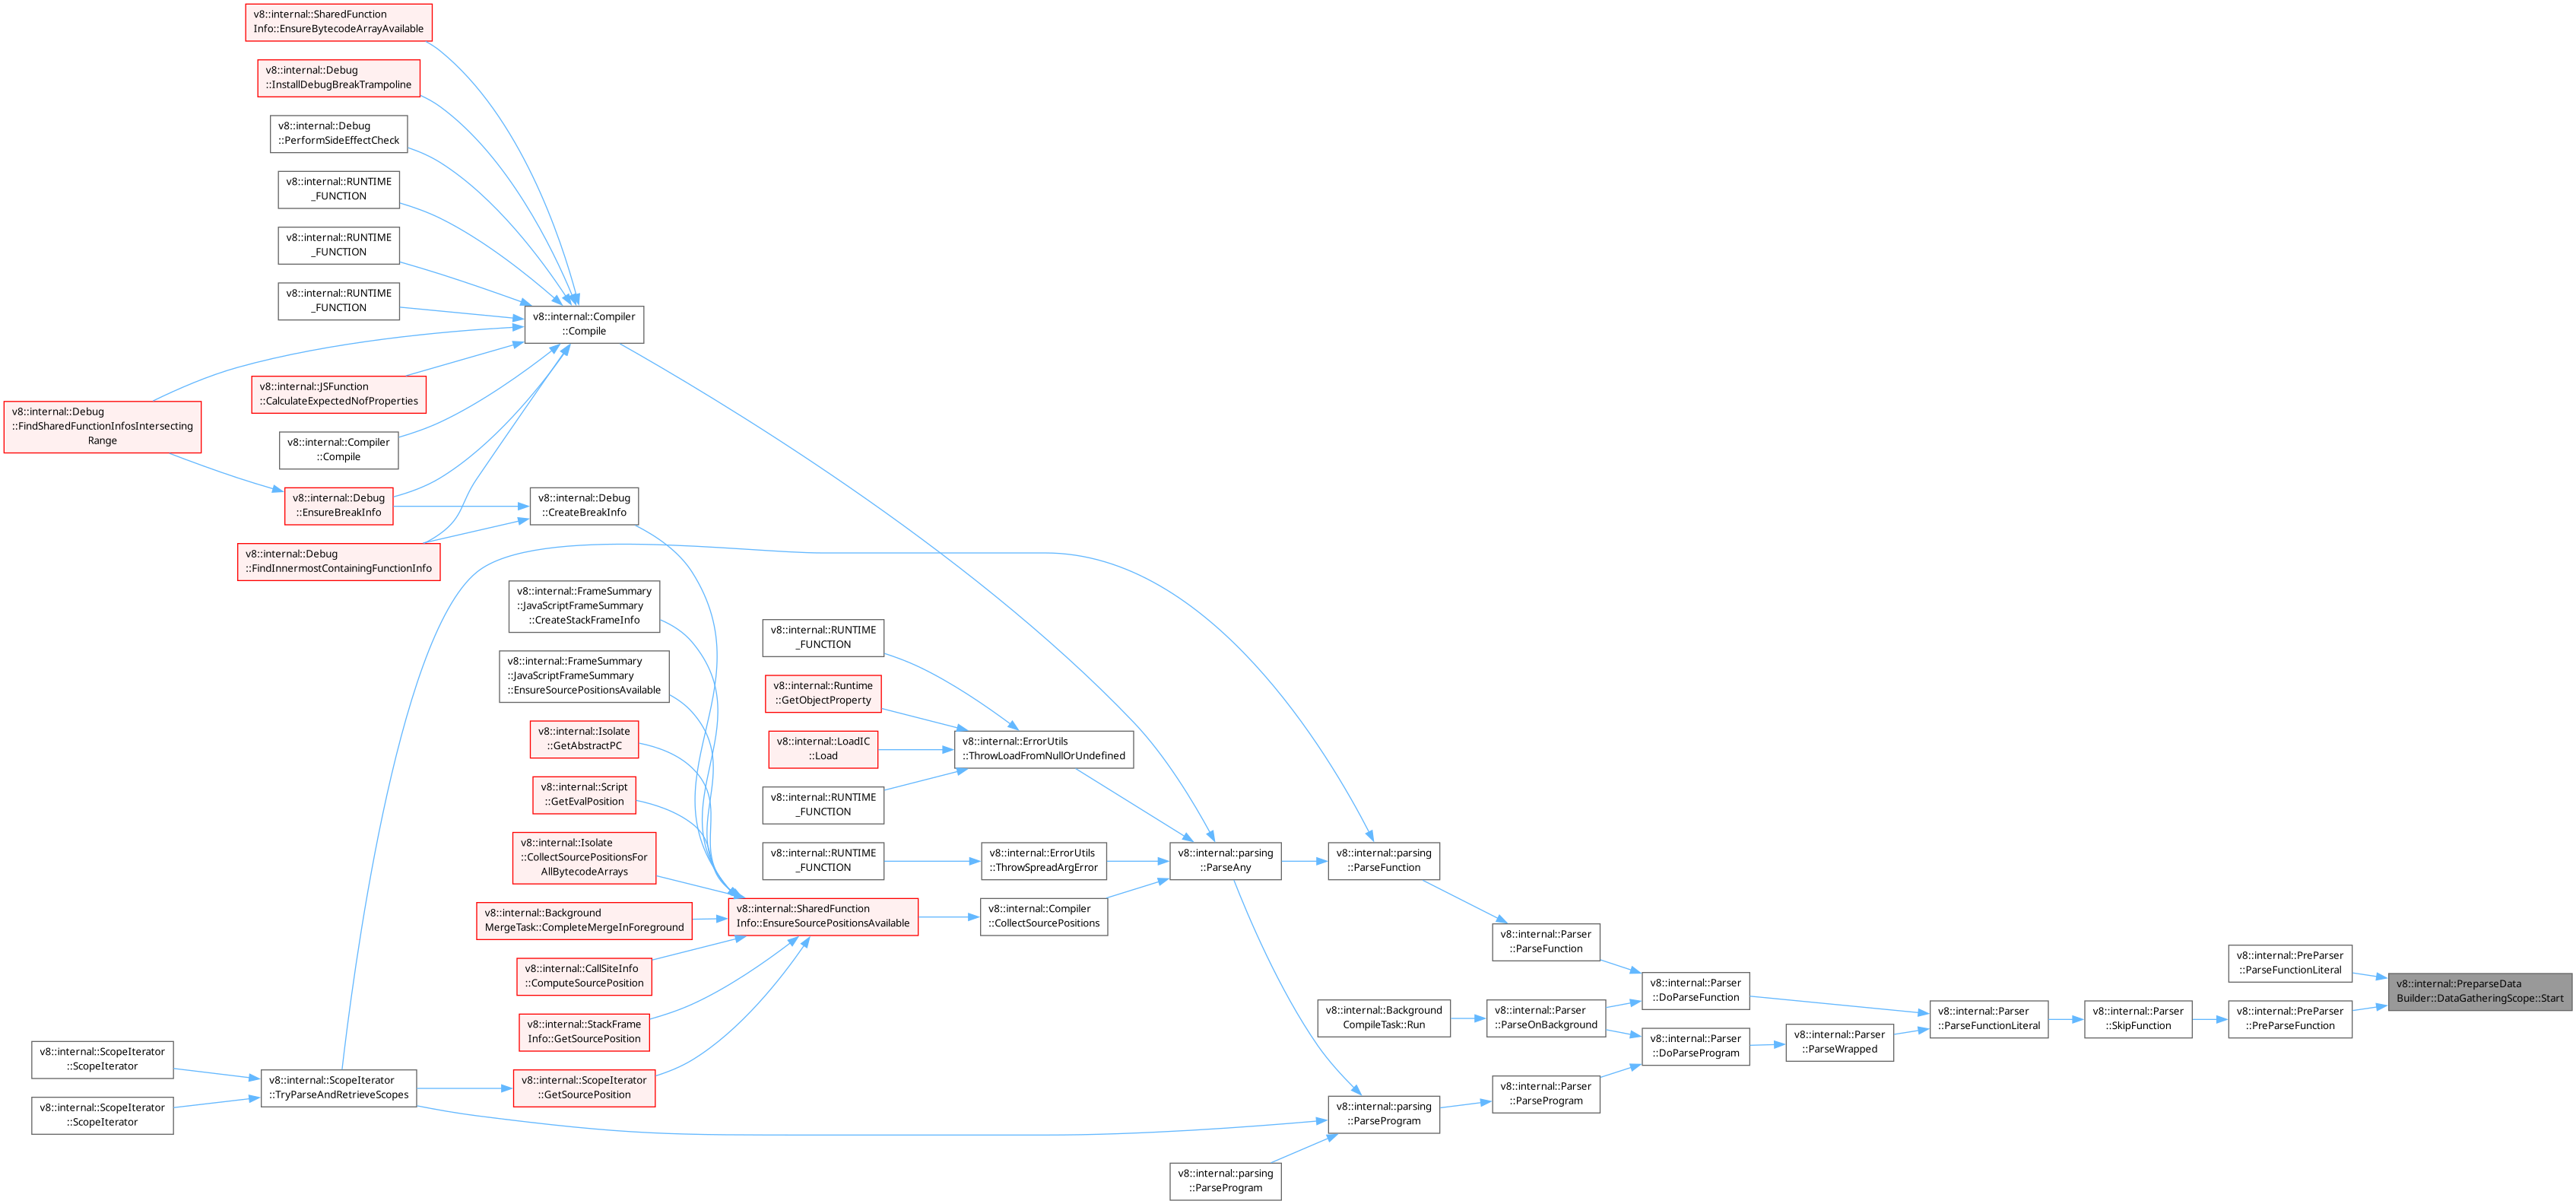 v8::internal::SharedFunction
Info::EnsureBytecodeArrayAvailable
v8::internal::Debug
::InstallDebugBreakTrampoline
v8::internal::Debug
::PerformSideEffectCheck
v8::internal::RUNTIME
_FUNCTION
v8::internal::RUNTIME
_FUNCTION
v8::internal::RUNTIME
_FUNCTION
v8::internal::Compiler
::Compile
v8::internal::JSFunction
::CalculateExpectedNofProperties
v8::internal::Debug
::FindSharedFunctionInfosIntersecting
Range
v8::internal::Compiler
::Compile
v8::internal::Debug
::EnsureBreakInfo
v8::internal::Debug
::CreateBreakInfo
v8::internal::Debug
::FindInnermostContainingFunctionInfo
v8::internal::FrameSummary
::JavaScriptFrameSummary
::CreateStackFrameInfo
v8::internal::FrameSummary
::JavaScriptFrameSummary
::EnsureSourcePositionsAvailable
v8::internal::Isolate
::GetAbstractPC
v8::internal::Script
::GetEvalPosition
v8::internal::Isolate
::CollectSourcePositionsFor
AllBytecodeArrays
v8::internal::Background
MergeTask::CompleteMergeInForeground
v8::internal::CallSiteInfo
::ComputeSourcePosition
v8::internal::StackFrame
Info::GetSourcePosition
v8::internal::ScopeIterator
::GetSourcePosition
v8::internal::ScopeIterator
::ScopeIterator
v8::internal::ScopeIterator
::ScopeIterator
v8::internal::ScopeIterator
::TryParseAndRetrieveScopes
v8::internal::RUNTIME
_FUNCTION
v8::internal::Runtime
::GetObjectProperty
v8::internal::LoadIC
::Load
v8::internal::RUNTIME
_FUNCTION
v8::internal::RUNTIME
_FUNCTION
v8::internal::SharedFunction
Info::EnsureSourcePositionsAvailable
v8::internal::ErrorUtils
::ThrowLoadFromNullOrUndefined
v8::internal::ErrorUtils
::ThrowSpreadArgError
v8::internal::Compiler
::CollectSourcePositions
v8::internal::parsing
::ParseAny
v8::internal::parsing
::ParseFunction
v8::internal::Background
CompileTask::Run
v8::internal::parsing
::ParseProgram
v8::internal::parsing
::ParseProgram
v8::internal::Parser
::ParseFunction
v8::internal::Parser
::ParseOnBackground
v8::internal::Parser
::ParseProgram
v8::internal::Parser
::DoParseFunction
v8::internal::Parser
::DoParseProgram
v8::internal::Parser
::ParseWrapped
v8::internal::Parser
::ParseFunctionLiteral
v8::internal::Parser
::SkipFunction
v8::internal::PreParser
::ParseFunctionLiteral
v8::internal::PreParser
::PreParseFunction
v8::internal::PreparseData
Builder::DataGatheringScope::Start